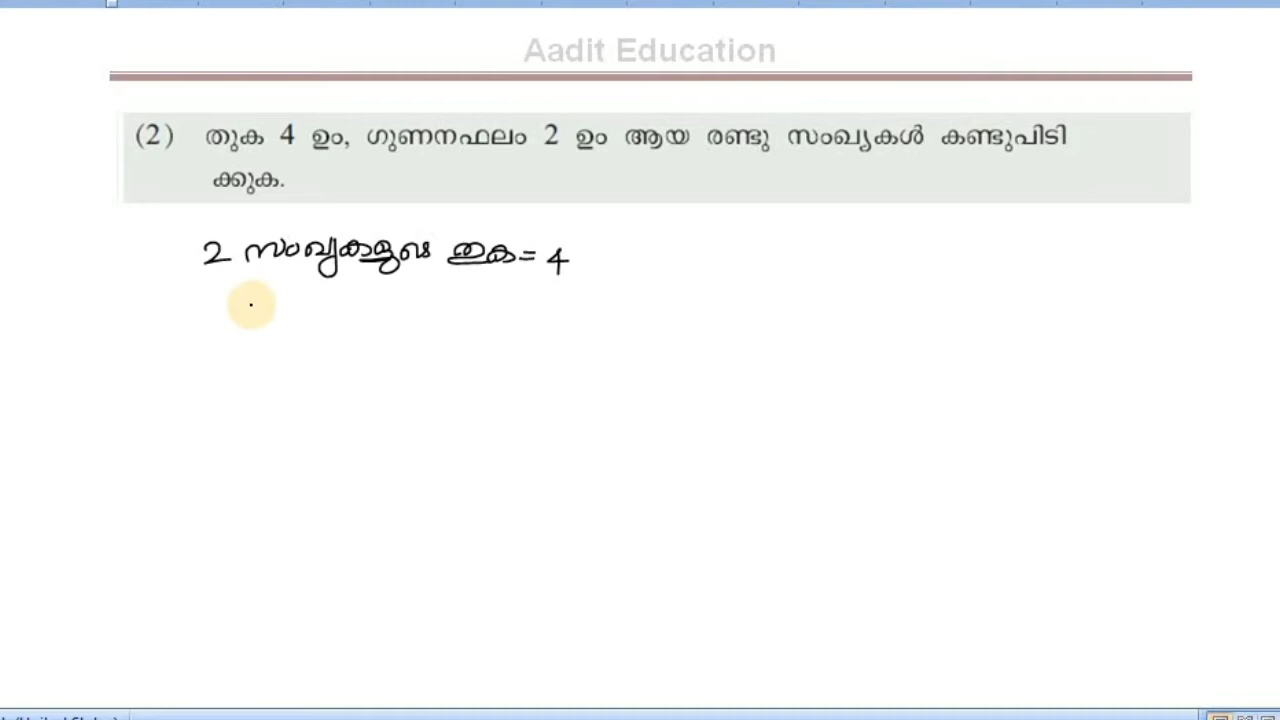 Aadit Education
(2) തുക 4 ഉം, ഗുണനഫലം 2 ഉം ആയ രണ്ടു സംഖ്യകൾ കണ്ടുപിടി
ക്കുക.
2 സംഖ്യകളുടെ തുക = 4